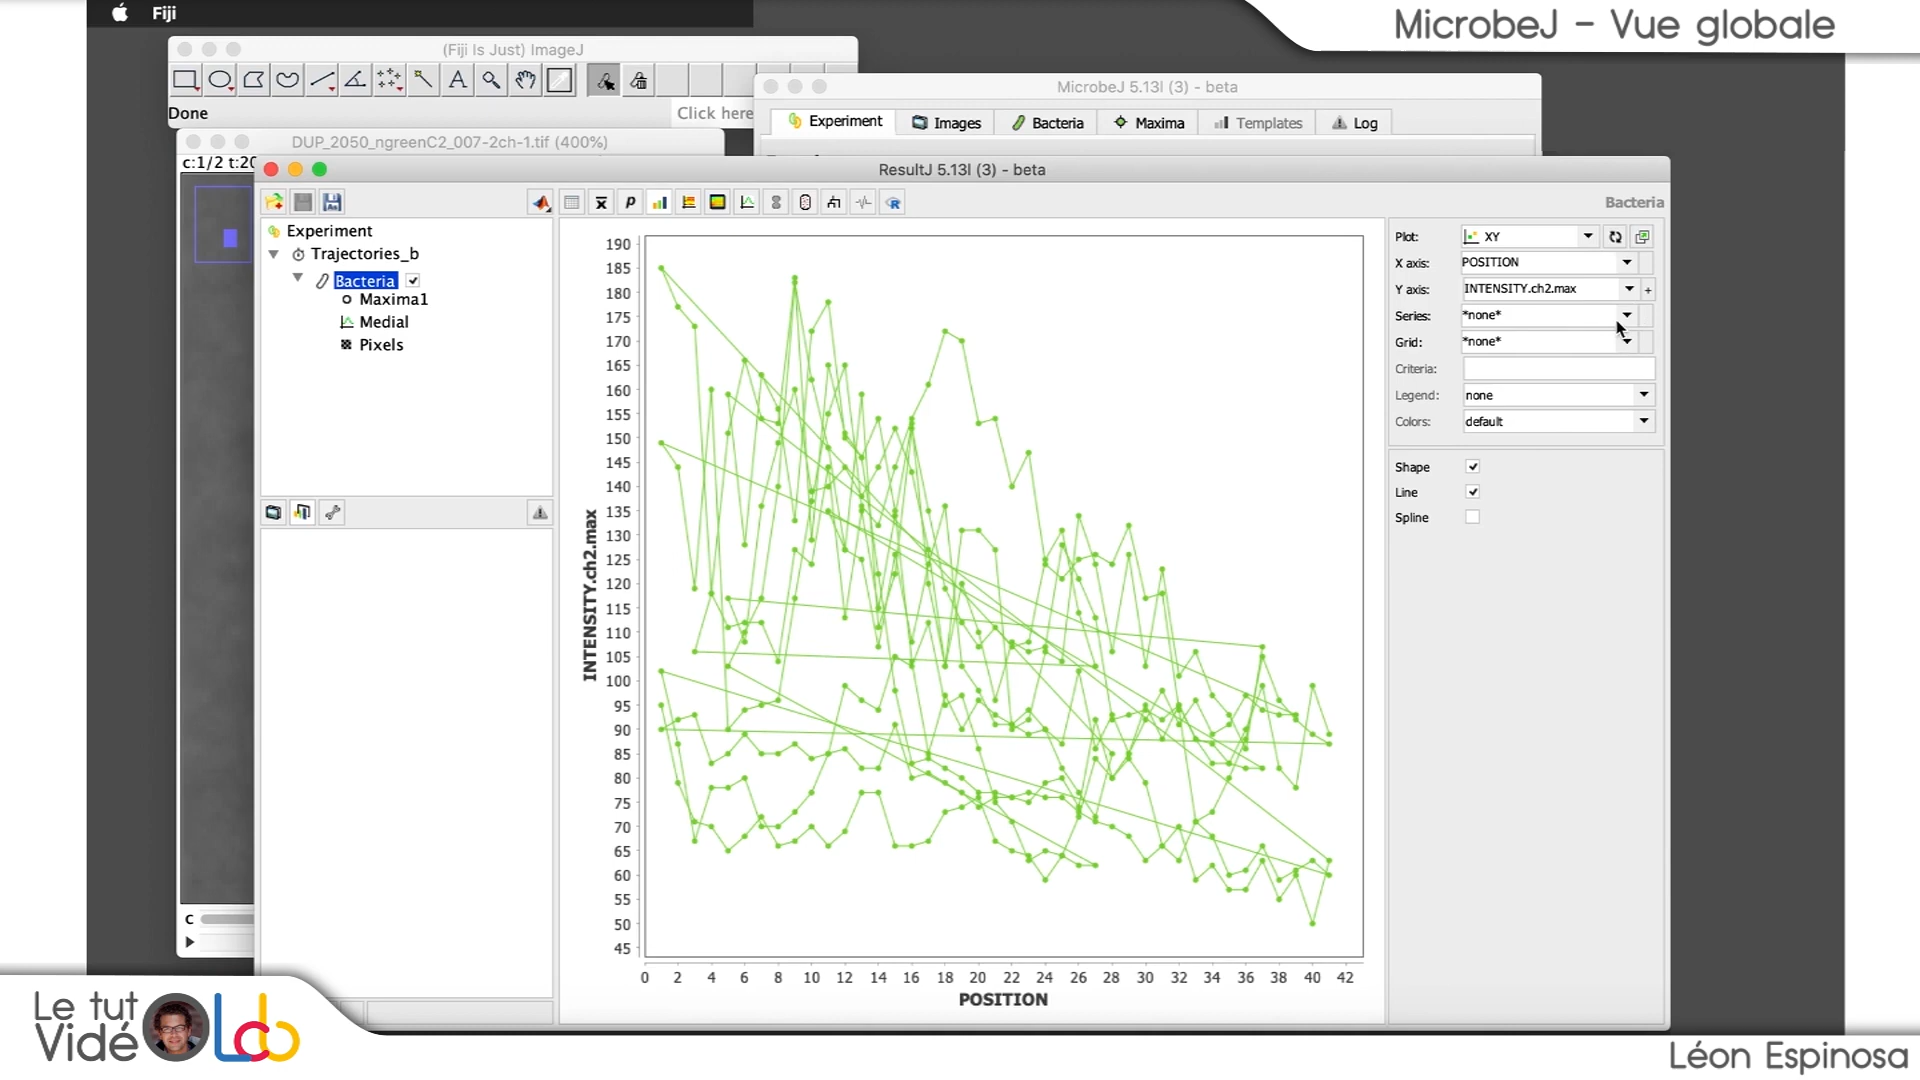 MicrobeJ – Vue globale
Fiji
(Fiji Is Just) ImageJ
Done
Click here
MicrobeJ 5.13l (3) - beta
Experiment
Images
Bacteria
Maxima
Templates
Log
DUP_2050_ngreenC2_007-2ch-1.tif (400%)
c:1/2 t:20
ResultJ 5.13l (3) - beta
Bacteria
Experiment
Trajectories_b
Bacteria
Maxima1
Medial
Pixels
Plot: XY
X axis: POSITION
Y axis: INTENSITY.ch2.max
+
Series: *none*
Grid: *none*
Criteria:
Legend: none
Colors: default
Shape
Line
Spline
190
185
180
175
170
165
160
155
150
145
140
135
130
125
120
115
110
105
100
95
90
85
80
75
70
65
60
55
50
45
INTENSITY.ch2.max
0 2 4 6 8 10 12 14 16 18 20 22 24 26 28 30 32 34 36 38 40 42
POSITION
C
Le tut
Vidé
Lcb
Léon Espinosa